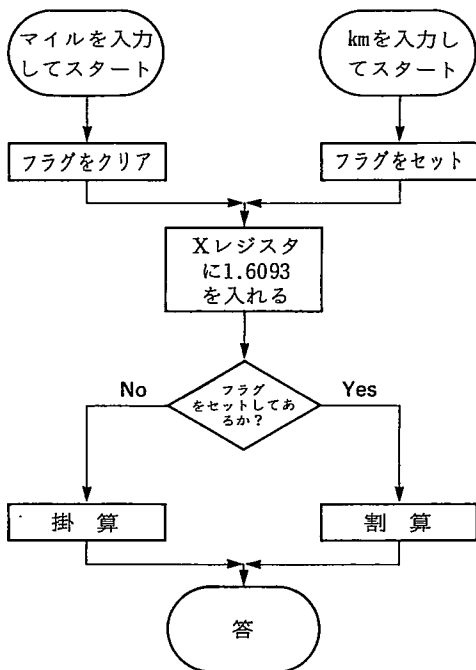 マイルを入力
してスタート
kmを入力し
てスタート
フラグをクリア
フラグをセット
Xレジスタ
に1.6093
を入れる
フラグ
をセットしてあ
るか？
No
Yes
掛 算
割 算
答